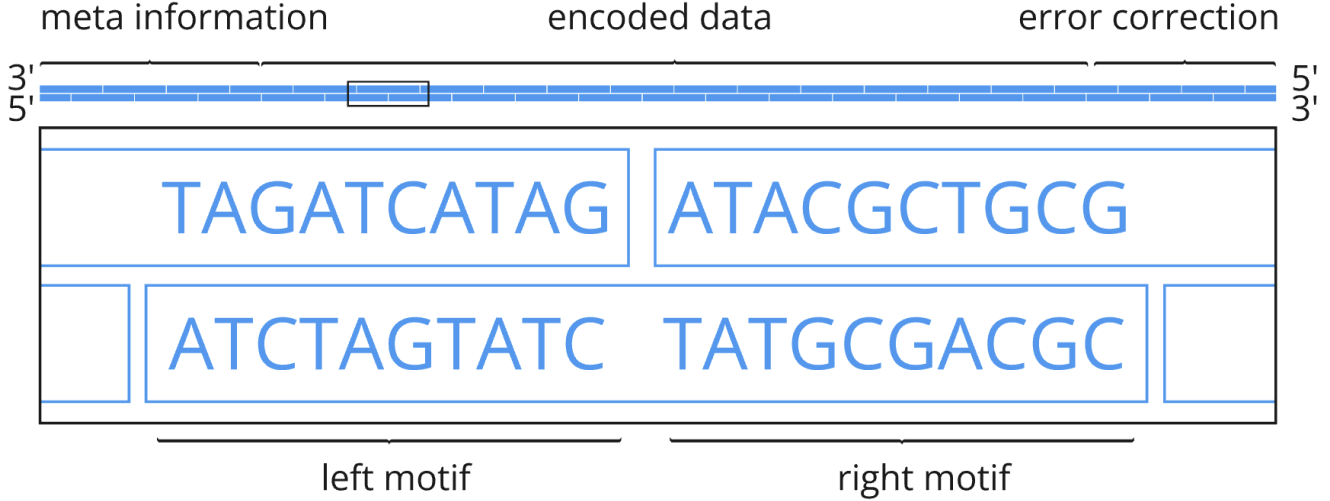 meta information encoded data error correction
3' 5'
5' 3'
TAGATCATAG ATACGCTGCG
ATCTAGTATC TATGCGACGC
left motif right motif